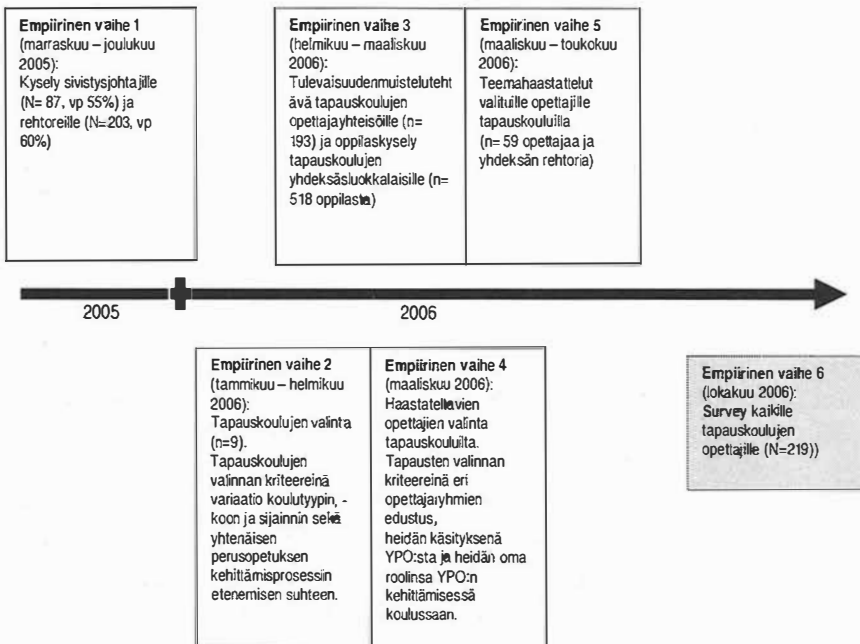 Empiirinen vaihe 1
(marraskuu – joulukuu
2005):
Kysely sivistysjohtajille
(N= 87, vp 55%) ja
rehtoreille (N=203, vp
60%)
Empiirinen vaihe 3
(helmikuu – maaliskuu
2006):
Tulevaisuudenmuisteluteht
ävä tapauskoulujen
opettajayhteisöille (n=
193) ja oppilaskysely
tapauskoulujen
yhdeksäsluokkalaisille (n=
518 oppilasta)
Empiirinen vaihe 5
(maaliskuu – toukokuu
2006):
Teemahaastattelut
valituille opettajille
tapauskouluilla
(n= 59 opettajaa ja
yhdeksän rehtoria)
2005
2006
Empiirinen vaihe 2
(tammikuu – helmikuu
2006):
Tapauskoulujen valinta
(n=9).
Tapauskoulujen
valinnan kriteereinä
variaatio koulutyypin, -
koon ja sijainnin sekä
yhtenäisen
perusopetuksen
kehittämisprosessin
etenemisen suhteen.
Empiirinen vaihe 4
(maaliskuu 2006):
Haastateltavien
opettajien valinta
tapauskouluilta.
Tapausten valinnan
kriteereinä eri
opettajaryhmien
edustus,
heidän käsityksenä
YPO:sta ja heidän oma
roolinsa YPO:n
kehittämisessä
koulussaan.
Empiirinen vaihe 6
(lokakuu 2006):
Survey kaikille
tapauskoulujen
opettajille (N=219))